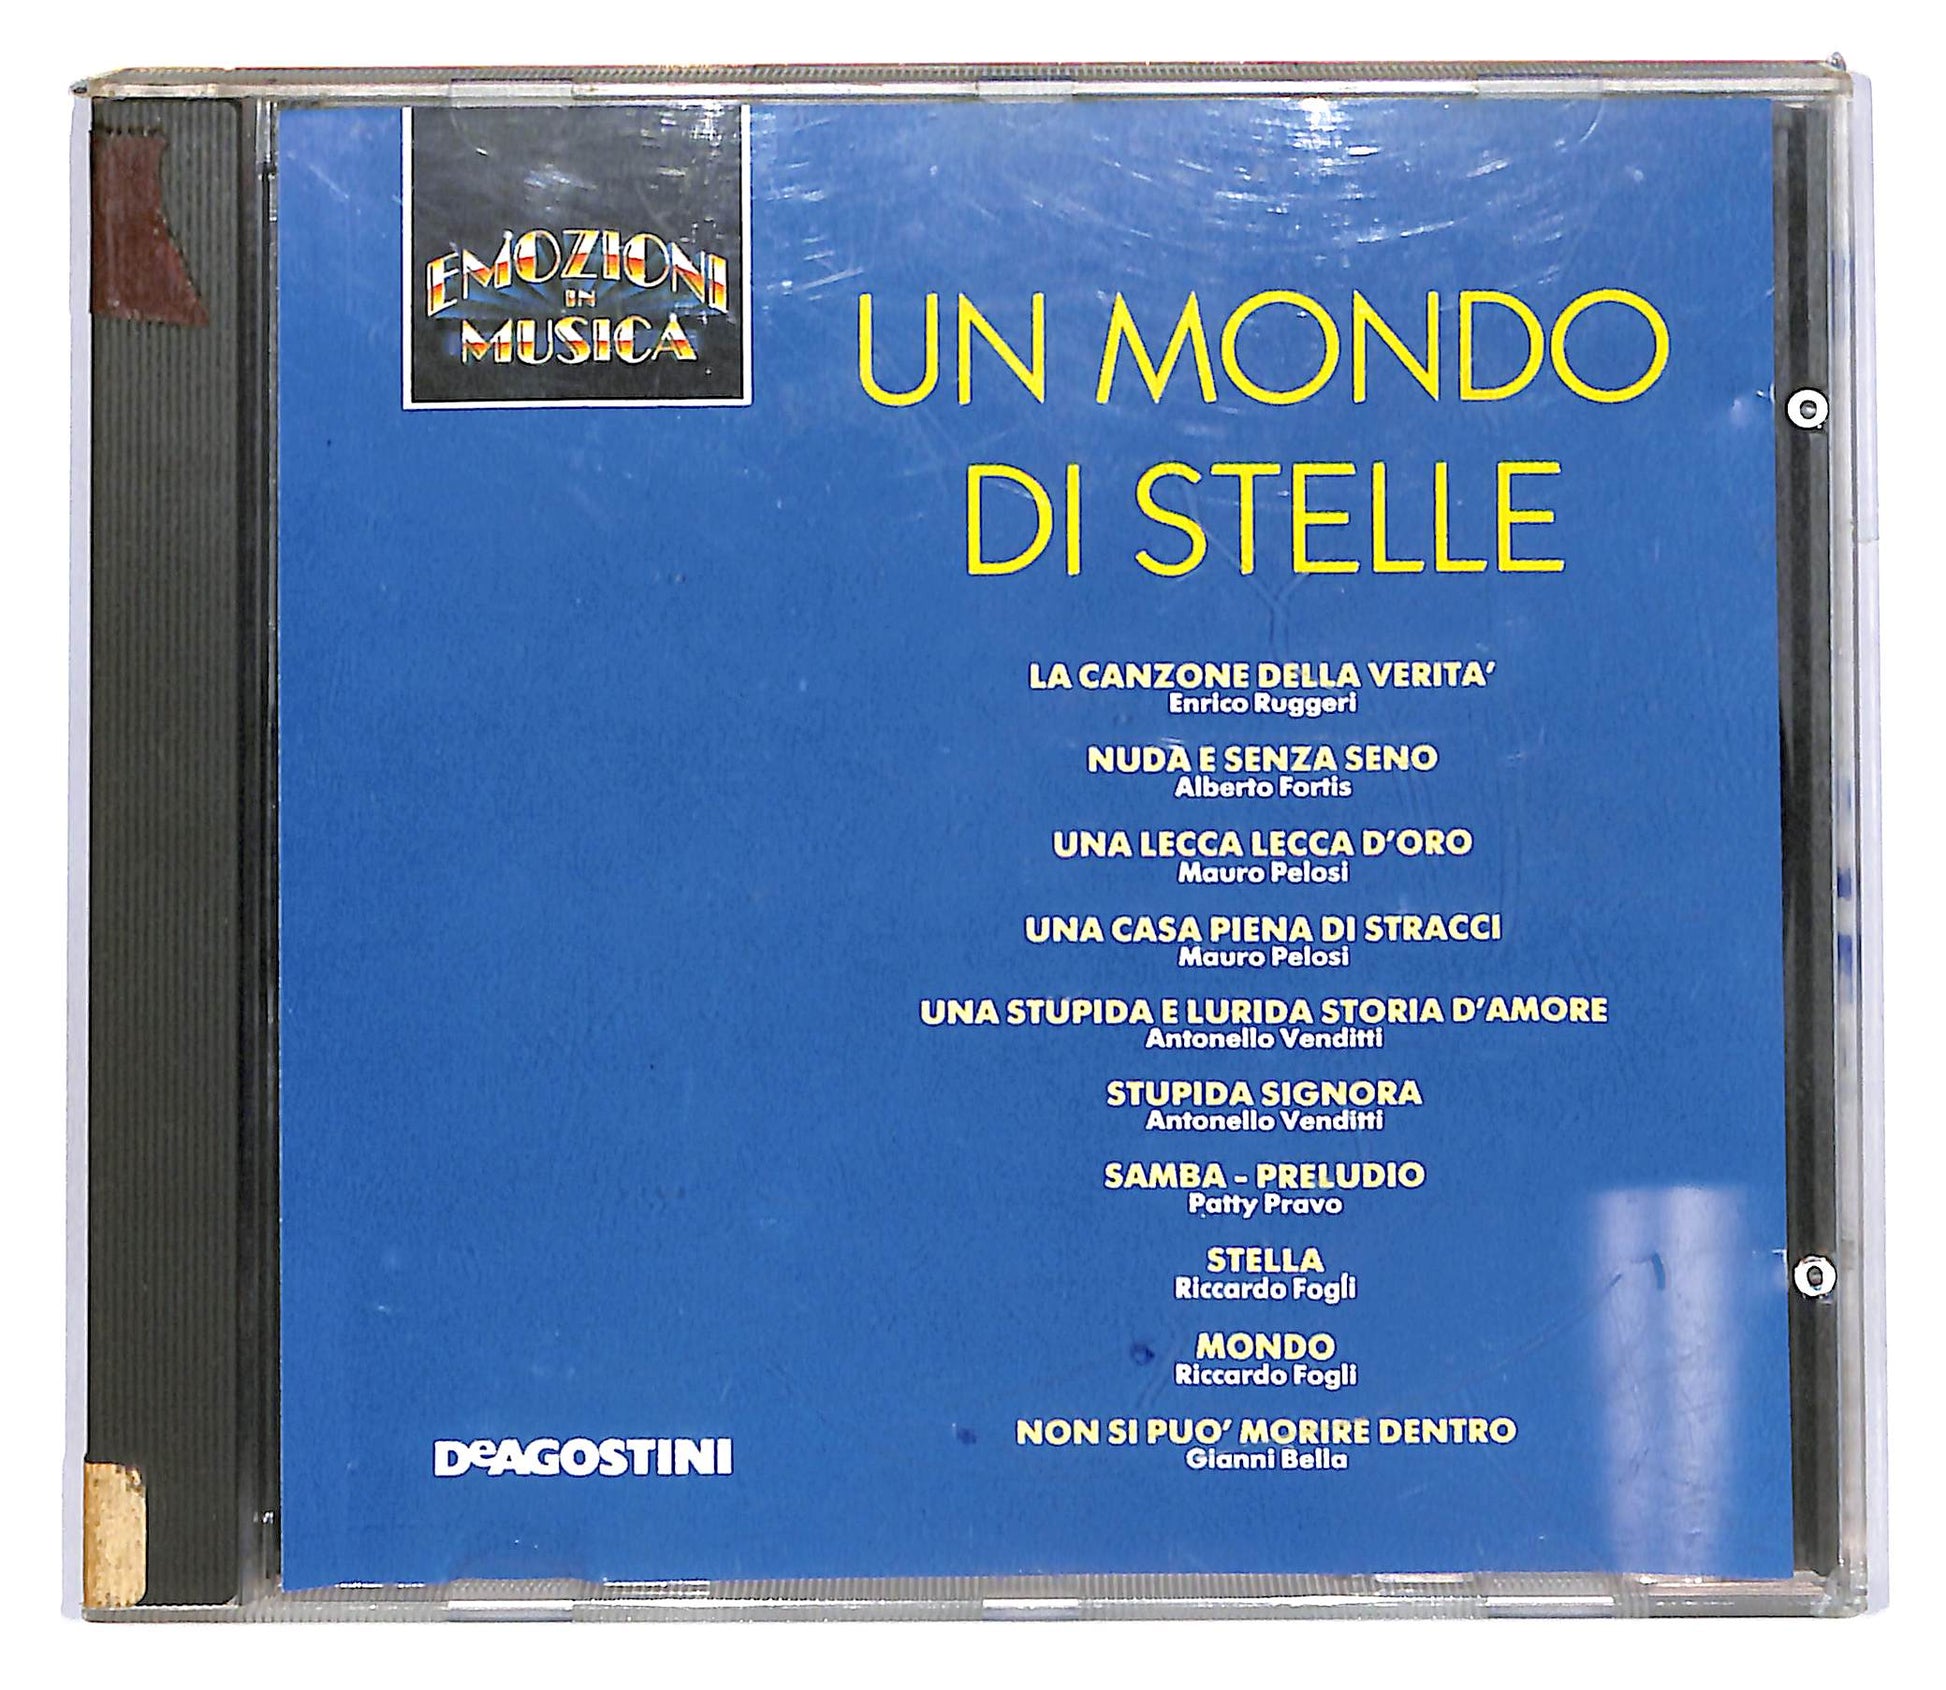 EMOZIONI
IN
MUSICA
UN MONDO
DI STELLE
LA CANZONE DELLA VERITA'
Enrico Ruggeri
NUDA E SENZA SENO
Alberto Fortis
UNA LECCA LECCA D'ORO
Mauro Pelosi
UNA CASA PIENA DI STRACCI
Mauro Pelosi
UNA STUPIDA E LURIDA STORIA D'AMORE
Antonello Venditti
STUPIDA SIGNORA
Antonello Venditti
SAMBA - PRELUDIO
Patty Pravo
STELLA
Riccardo Fogli
MONDO
Riccardo Fogli
NON SI PUO' MORIRE DENTRO
Gianni Bella
DeAGOSTINI